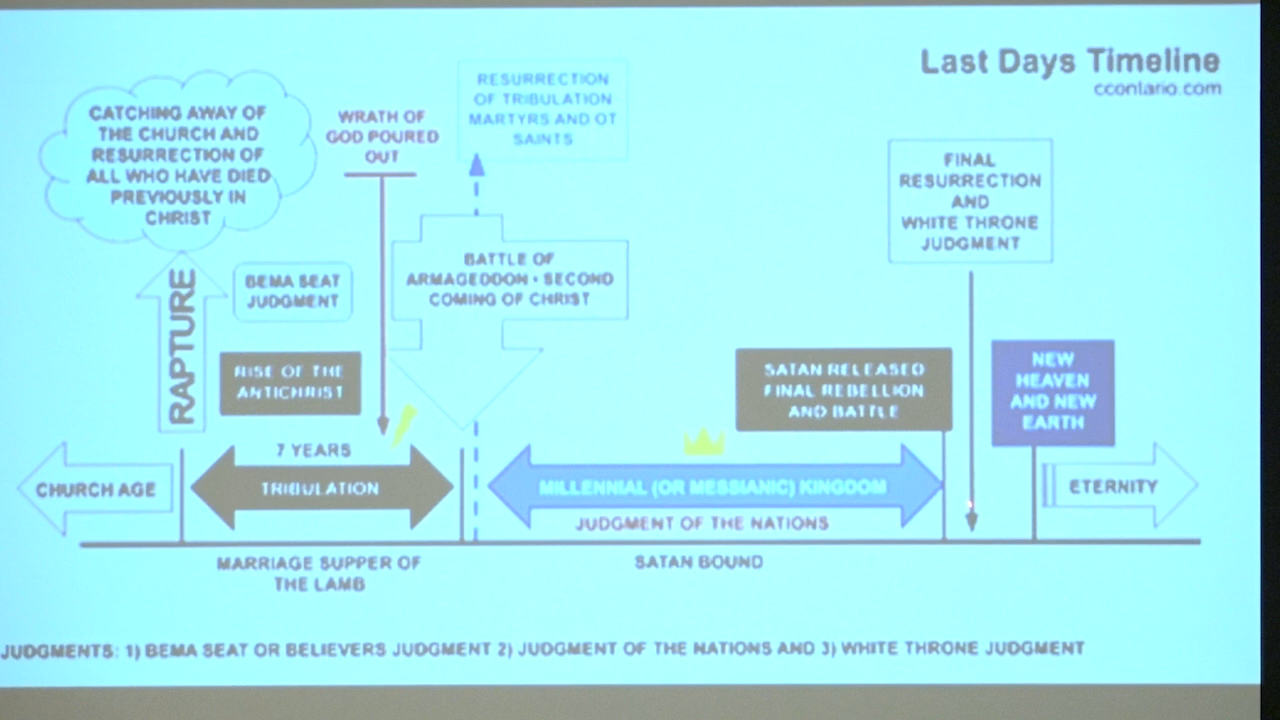 Last Days Timeline
ccontario.com
CATCHING AWAY OF
THE CHURCH AND
RESURRECTION OF
ALL WHO HAVE DIED
PREVIOUSLY IN
CHRIST
WRATH OF
GOD POURED
OUT
RESURRECTION
OF TRIBULATION
MARTYRS AND OT
SAINTS
FINAL
RESURRECTION
AND
WHITE THRONE
JUDGMENT
RAPTURE
BEMA SEAT
JUDGMENT
BATTLE OF
ARMAGEDDON • SECOND
COMING OF CHRIST
RISE OF THE
ANTICHRIST
SATAN RELEASED
FINAL REBELLION
AND BATTLE
NEW
HEAVEN
AND NEW
EARTH
CHURCH AGE
7 YEARS
TRIBULATION
MILLENNIAL (OR MESSIANIC) KINGDOM
JUDGMENT OF THE NATIONS
ETERNITY
MARRIAGE SUPPER OF
THE LAMB
SATAN BOUND
JUDGMENTS: 1) BEMA SEAT OR BELIEVERS JUDGMENT 2) JUDGMENT OF THE NATIONS AND 3) WHITE THRONE JUDGMENT